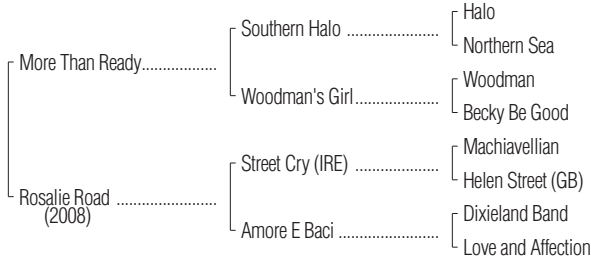 Halo
Southern Halo ...................
Northern Sea
More Than Ready..................
Woodman
Woodman's Girl.....................
Becky Be Good
Machiavellian
Street Cry (IRE) .....................
Helen Street (GB)
Rosalie Road .........................
(2008)
Dixieland Band
Amore E Baci .........................
Love and Affection